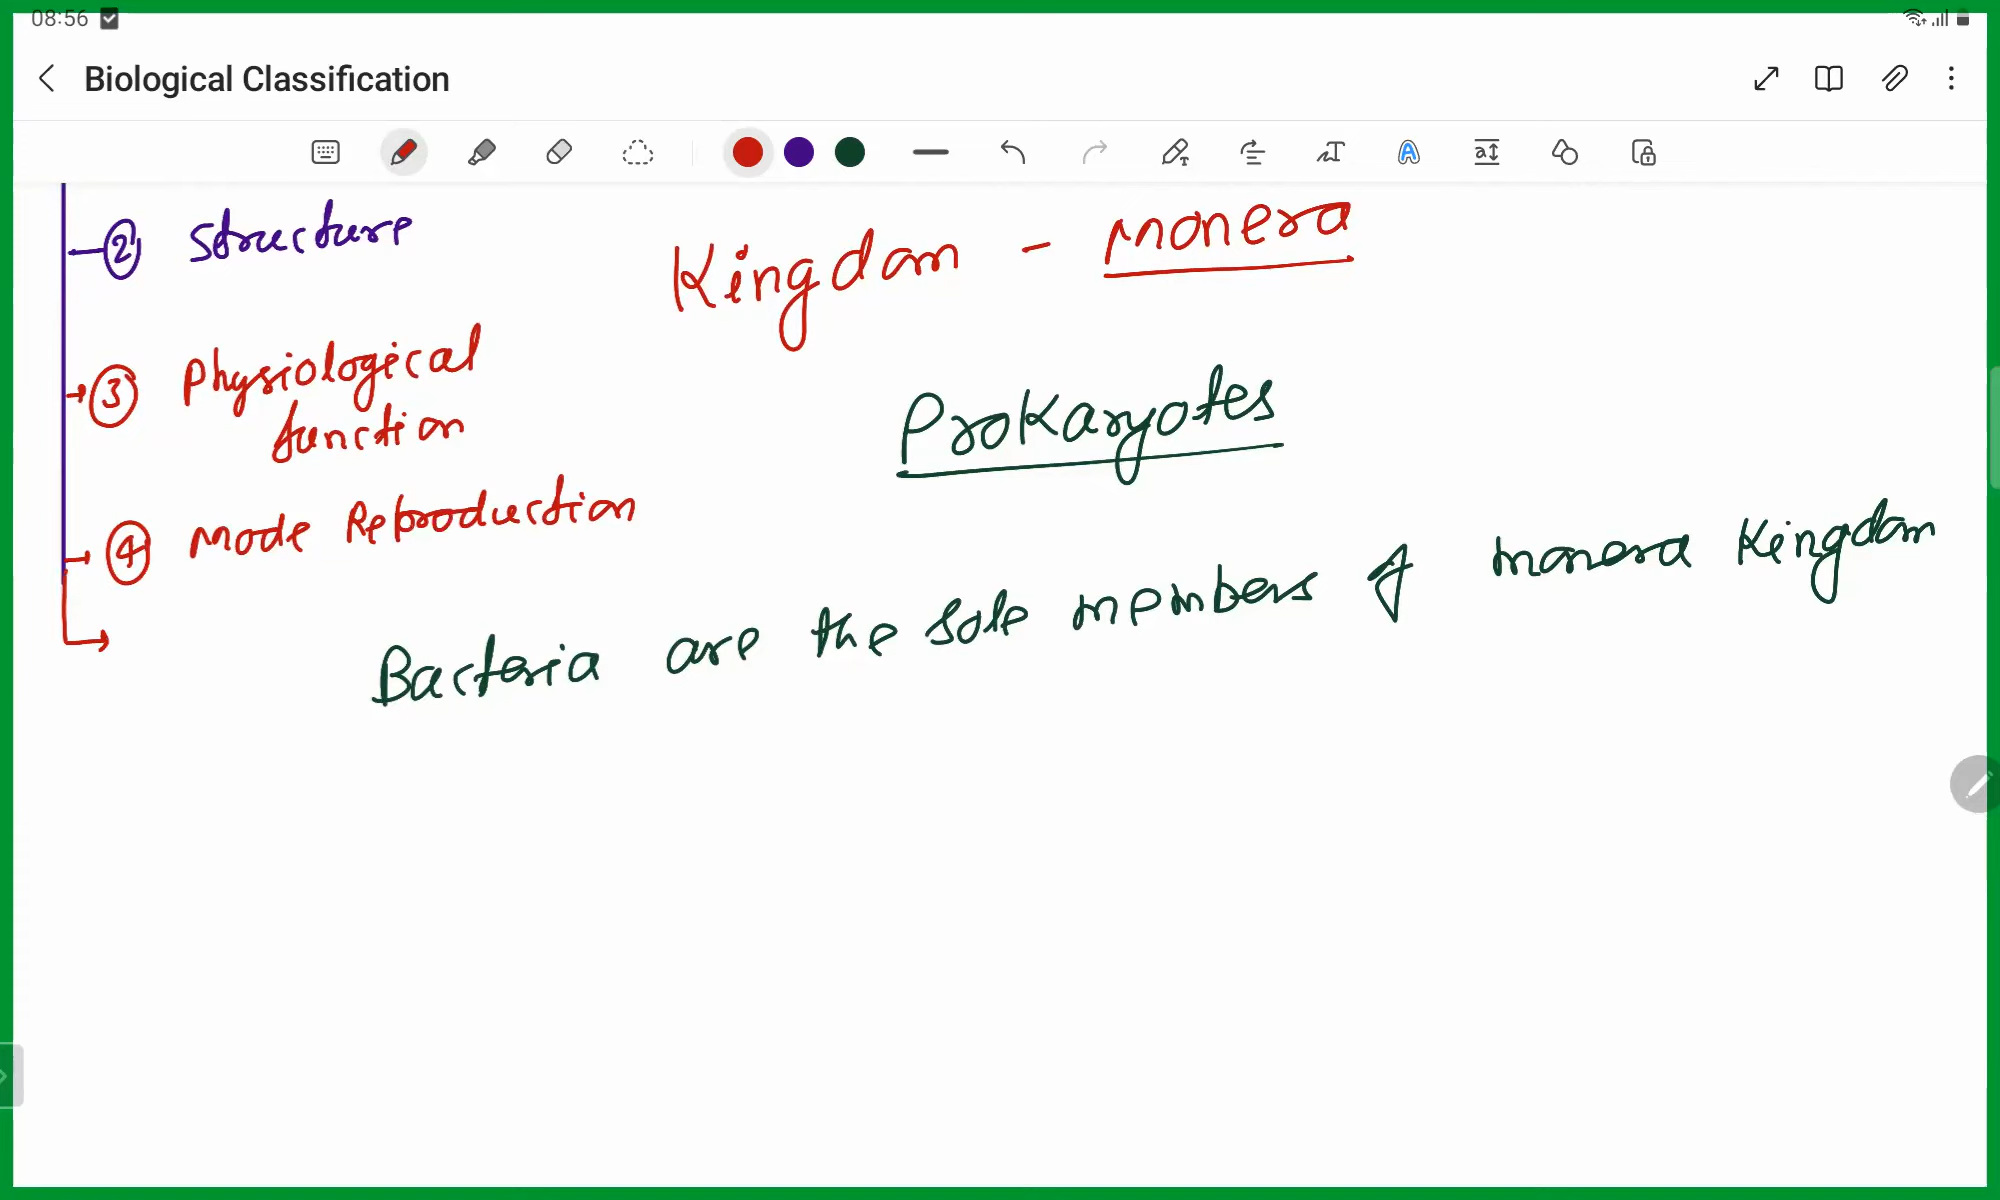 08:56
Biological Classification
② Structure
Kingdom - Monera
③ Physiological
function
Prokaryotes
④ Mode Reproduction
Bacteria are the sole members of monera Kingdom